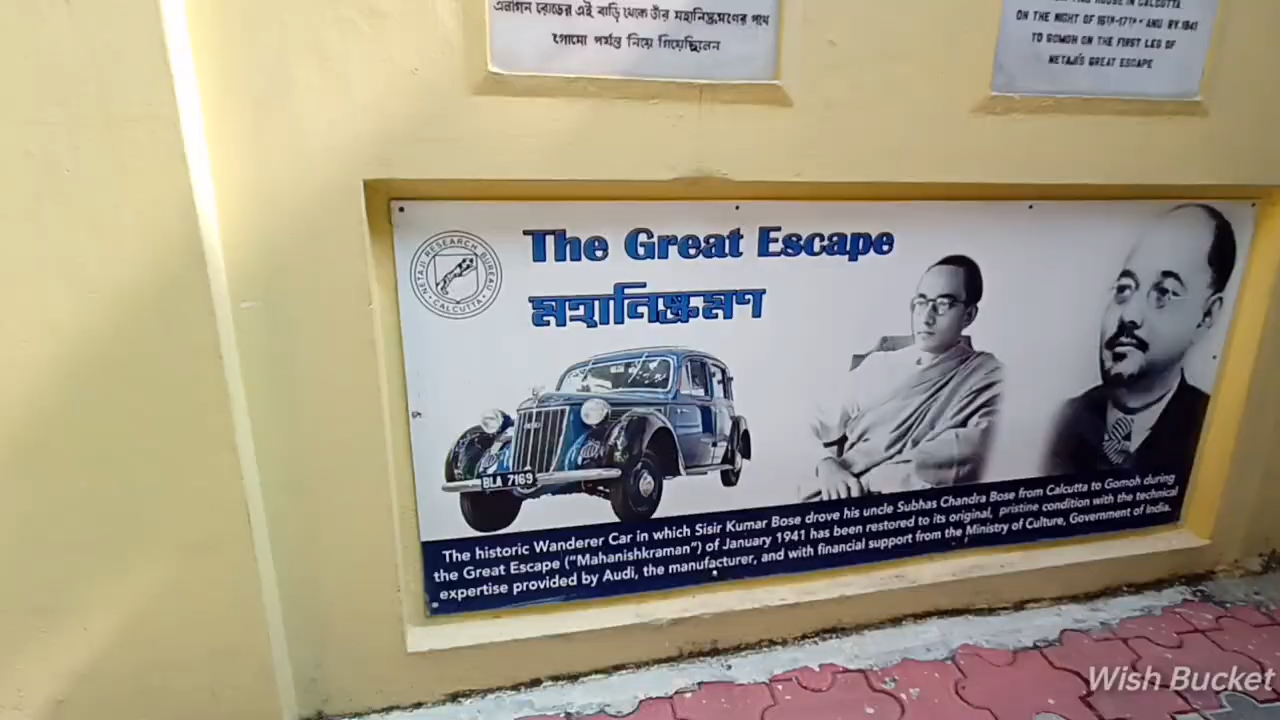 এলগিন রোডের এই বাড়ি থেকে তাঁর মহানিষ্ক্রমণের পথে
গোমো পর্যন্ত নিয়ে গিয়েছিলেন
HOUSE IN CALCUTTA
ON THE NIGHT OF 16TH-17TH 1941
TO GOMOH ON THE FIRST LEG OF
NETAJI'S GREAT ESCAPE
NETAJI RESEARCH BUREAU
CALCUTTA
The Great Escape
মহানিষ্ক্রমণ
BLA 7169
The historic Wanderer Car in which Sisir Kumar Bose drove his uncle Subhas Chandra Bose from Calcutta to Gomoh during
the Great Escape ("Mahanishkraman") of January 1941 has been restored to its original, pristine condition with the technical
expertise provided by Audi, the manufacturer, and with financial support from the Ministry of Culture, Government of India.
Wish Bucket